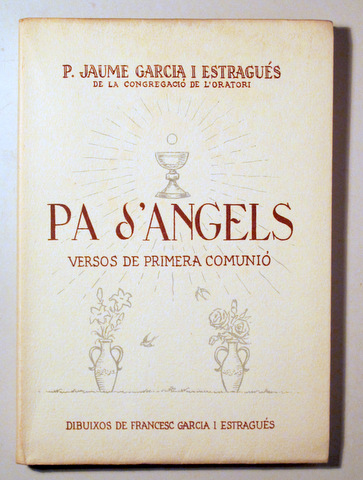 P. JAUME GARCIA I ESTRAGUÉS
DE LA CONGREGACIÓ DE L'ORATORI
PA d'ANGELS
VERSOS DE PRIMERA COMUNIÓ
DIBUIXOS DE FRANCESC GARCIA I ESTRAGUÉS